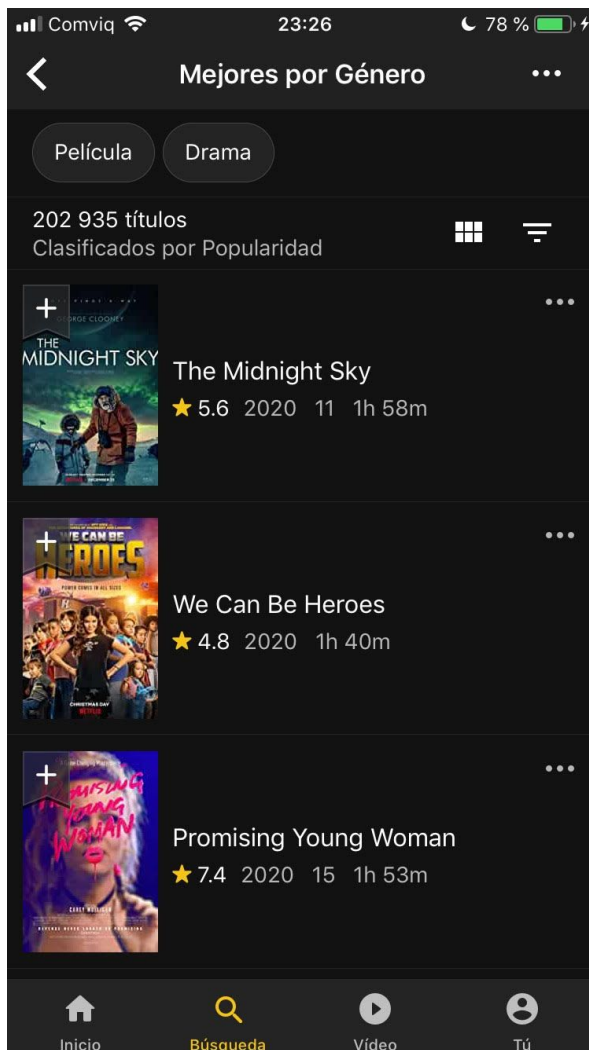 Comviq 23:26 78 %
Mejores por Género
Película Drama
202 935 títulos
Clasificados por Popularidad
GEORGE CLOONEY
THE
MIDNIGHT SKY
The Midnight Sky
5.6 2020 11 1h 58m
WE CAN BE
HEROES
POWER COMES IN ALL SIZES
CHRISTMAS DAY
NETFLIX
We Can Be Heroes
4.8 2020 1h 40m
PROMISING
YOUNG
WOMAN
CAREY MULLIGAN
Promising Young Woman
7.4 2020 15 1h 53m
Inicio Búsqueda Vídeo Tú